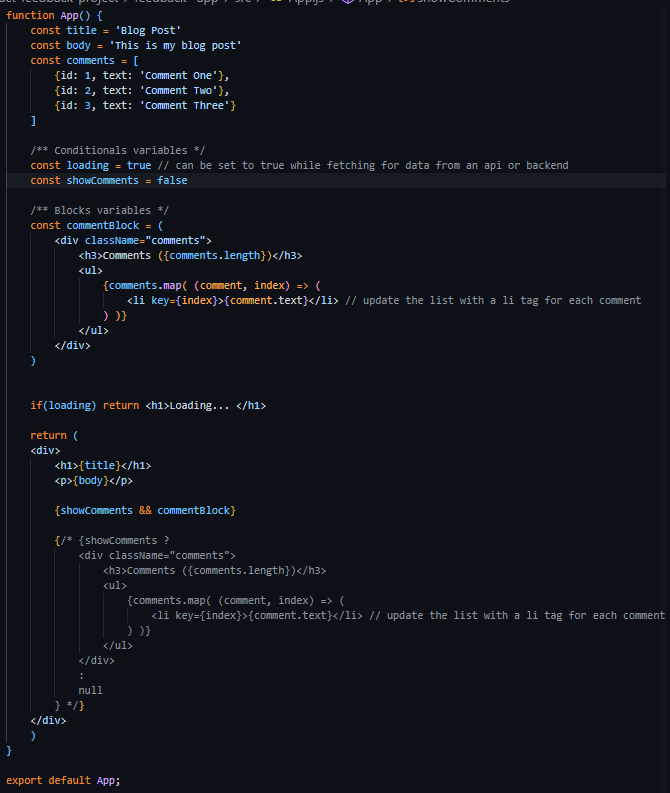 function App() {
    const title = 'Blog Post'
    const body = 'This is my blog post'
    const comments = [
        {id: 1, text: 'Comment One'},
        {id: 2, text: 'Comment Two'},
        {id: 3, text: 'Comment Three'}
    ]
    /** Conditionals variables */
    const loading = true // can be set to true while fetching for data from an api or backend
    const showComments = false
    /** Blocks variables */
    const commentBlock = (
        <div className="comments">
            <h3>Comments ({comments.length})</h3>
            <ul>
                {comments.map( (comment, index) => (
                    <li key={index}>{comment.text}</li> // update the list with a li tag for each comment
                ) )}
            </ul>
        </div>
    )
    if(loading) return <h1>Loading... </h1>
    return (
    <div>
        <h1>{title}</h1>
        <p>{body}</p>
        {showComments && commentBlock}
        {/* {showComments ?
            <div className="comments">
                <h3>Comments ({comments.length})</h3>
                <ul>
                    {comments.map( (comment, index) => (
                        <li key={index}>{comment.text}</li> // update the list with a li tag for each comment
                    ) )}
                </ul>
            </div>
            :
            null
        } */}
    </div>
    )
}
export default App;